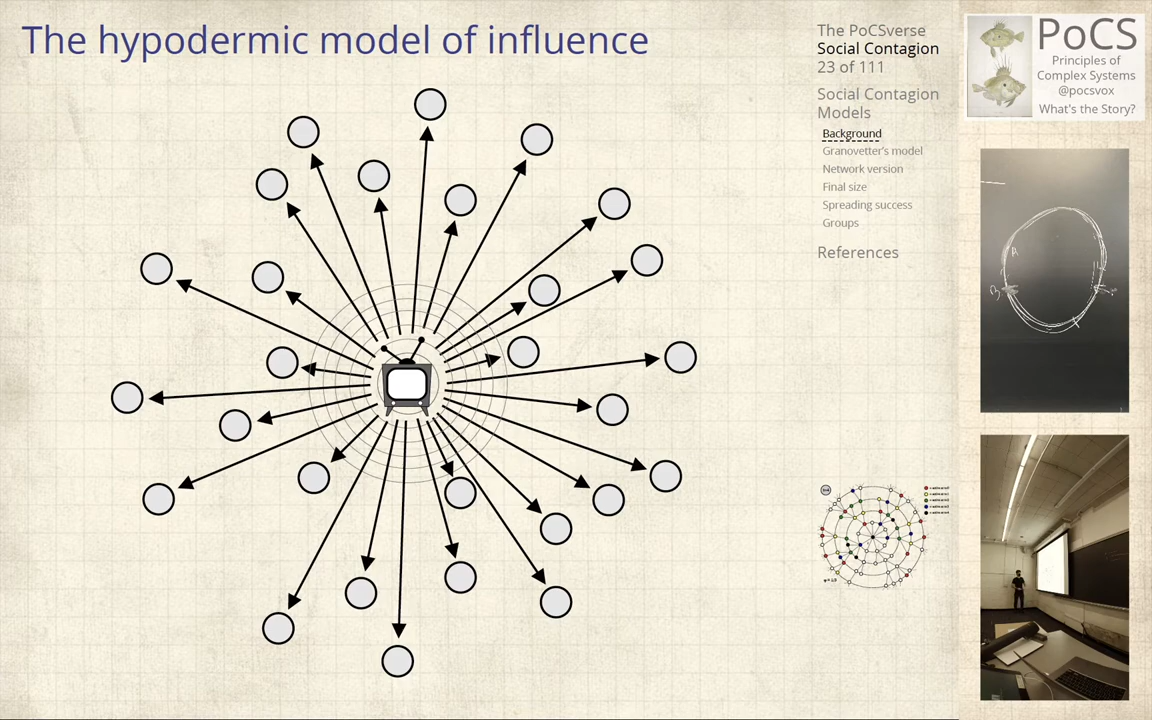 The hypodermic model of influence
The PoCSverse
Social Contagion
23 of 111
Social Contagion
Models
Background
Granovetter's model
Network version
Final size
Spreading success
Groups
References
PoCS
Principles of
Complex Systems
@pocsvox
What's the Story?
A